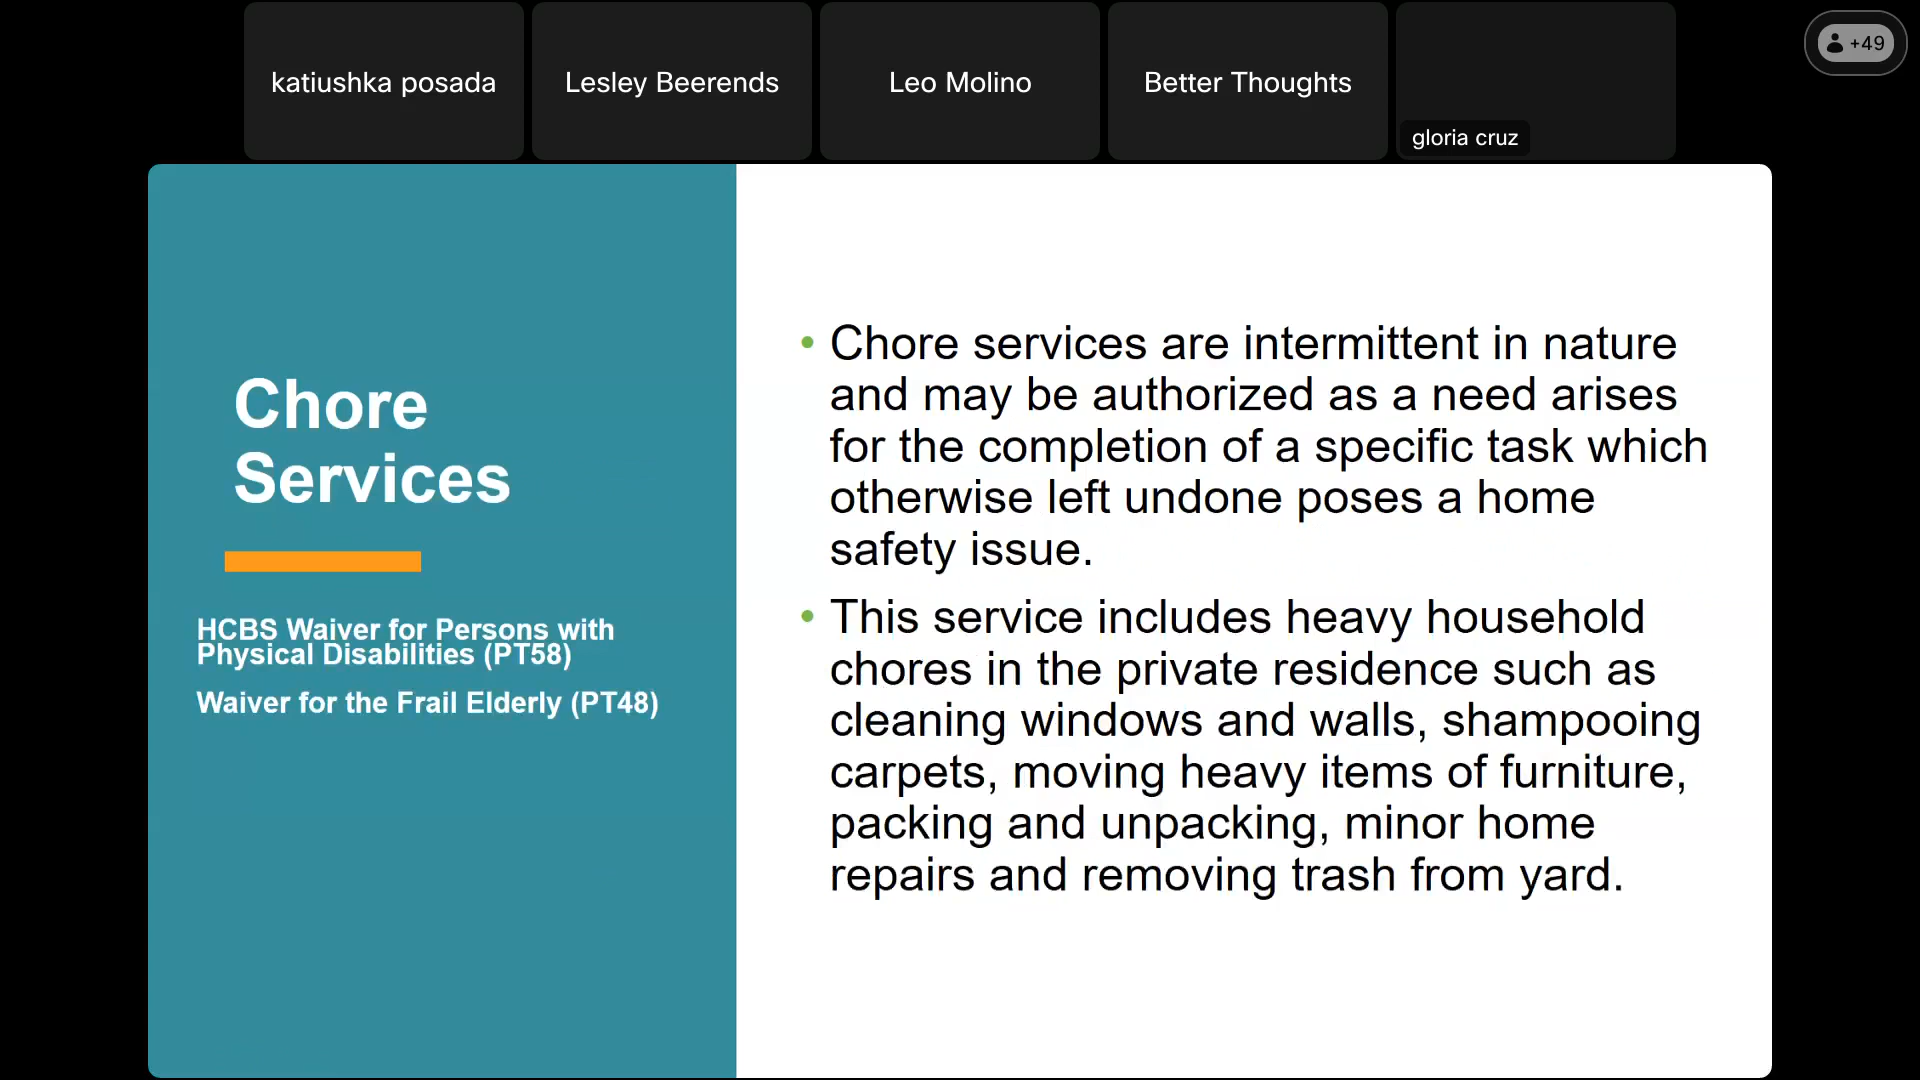 katiushka posada
Lesley Beerends
Leo Molino
Better Thoughts
gloria cruz
+49
Chore
Services
HCBS Waiver for Persons with
Physical Disabilities (PT58)
Waiver for the Frail Elderly (PT48)
• Chore services are intermittent in nature
and may be authorized as a need arises
for the completion of a specific task which
otherwise left undone poses a home
safety issue.
• This service includes heavy household
chores in the private residence such as
cleaning windows and walls, shampooing
carpets, moving heavy items of furniture,
packing and unpacking, minor home
repairs and removing trash from yard.